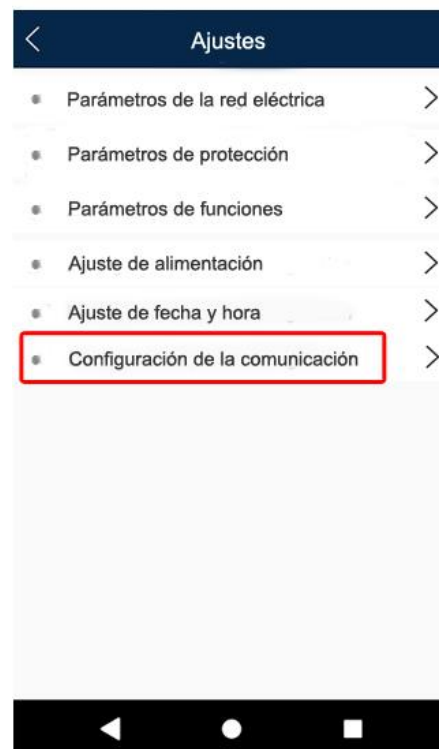 Ajustes
Parámetros de la red eléctrica
Parámetros de protección
Parámetros de funciones
Ajuste de alimentación
Ajuste de fecha y hora
Configuración de la comunicación